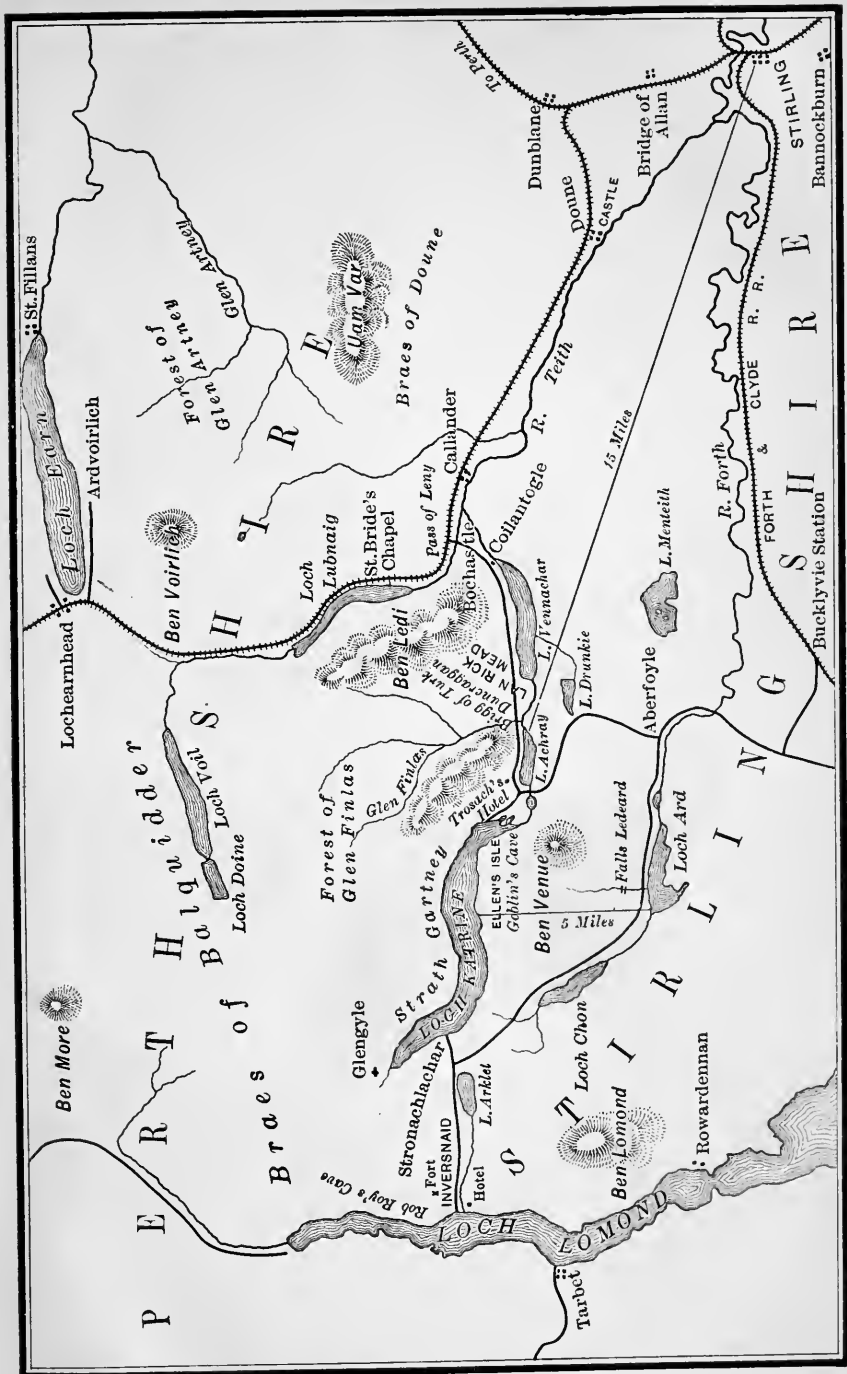 PERTHSHIRE
STIRLINGSHIRE
Ben More
Braes of Balquidder
Loch Doine
Loch Voil
Lochearnhead
Loch Earn
St. Fillans
Ardvoirlich
Ben Voirlich
Forest of
Glen Artney
Glen Artney
Uam Var
Braes of Doune
To Perth
Dunblane
Bridge of
Allan
Doune
CASTLE
STIRLING
Bannockburn
R. Teith
15 Miles
R. Forth
FORTH & CLYDE R. R.
Bucklyvie Station
Callander
Pass of Leny
St. Bride's
Chapel
Loch
Lubnaig
Ben Ledi
Bochastle
Coilantogle
L. Vennachar
LANRICK
MEAD
Duncraggan
Brigg of Turk
L. Drunkie
L. Menteith
Aberfoyle
L. Achray
Forest of
Glen Finlas
Glen Finlas
Trosach's
Hotel
Strath Gartney
LOCH KATRINE
ELLEN'S ISLE
Goblin's Cave
Ben Venue
5 Miles
Falls Ledeard
Loch Ard
Loch Chon
Glengyle
Stronachlachar
L. Arklet
Fort
INVERSNAID
Hotel
Rob Roy's Cave
LOCH LOMOND
Ben Lomond
Rowardennan
Tarbet